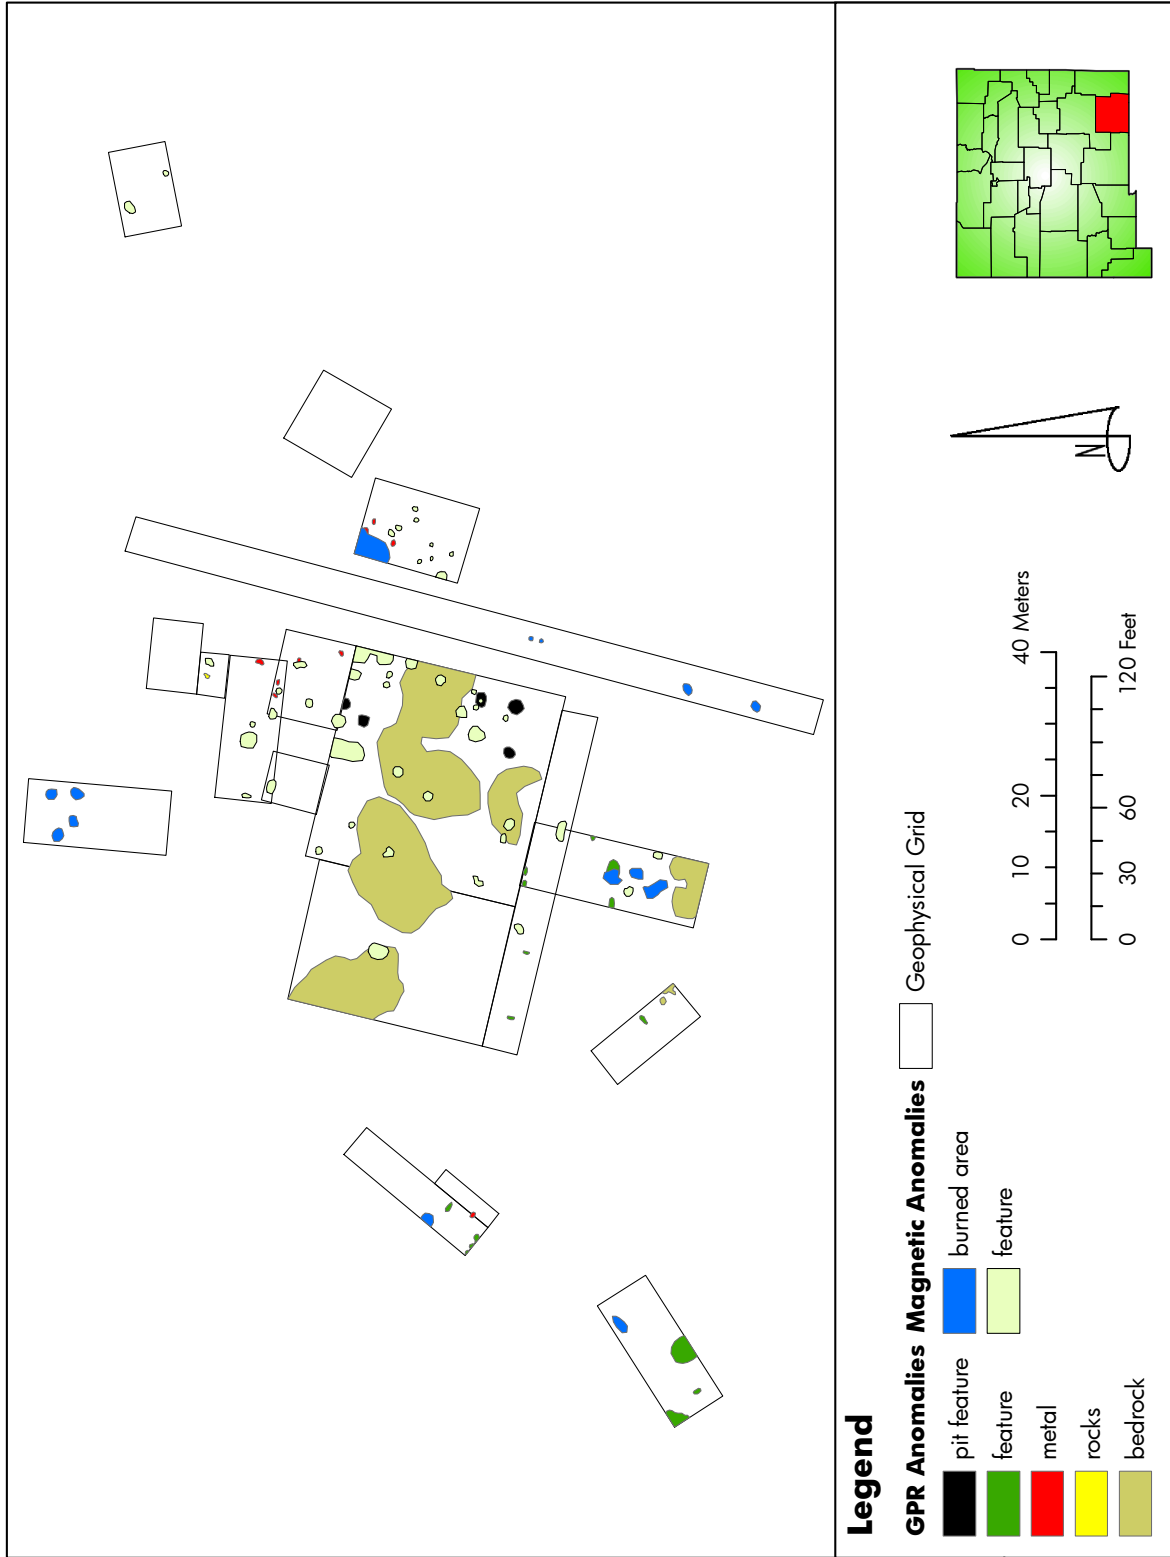 Legend
GPR Anomalies Magnetic Anomalies
pit feature
feature
metal
rocks
bedrock
burned area
feature
Geophysical Grid
0 10 20 40 Meters
0 30 60 120 Feet
N